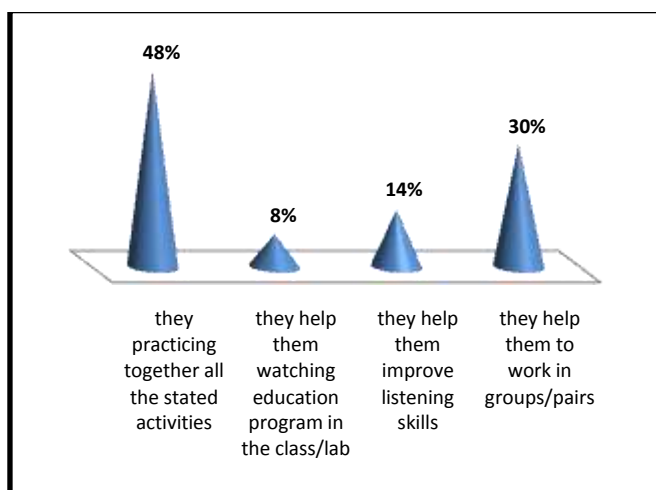 48%
8%
14%
30%
they
practicing
together all
the stated
activities
they help
them
watching
education
program in
the class/lab
they help
them
improve
listening
skills
they help
them to
work in
groups/pairs